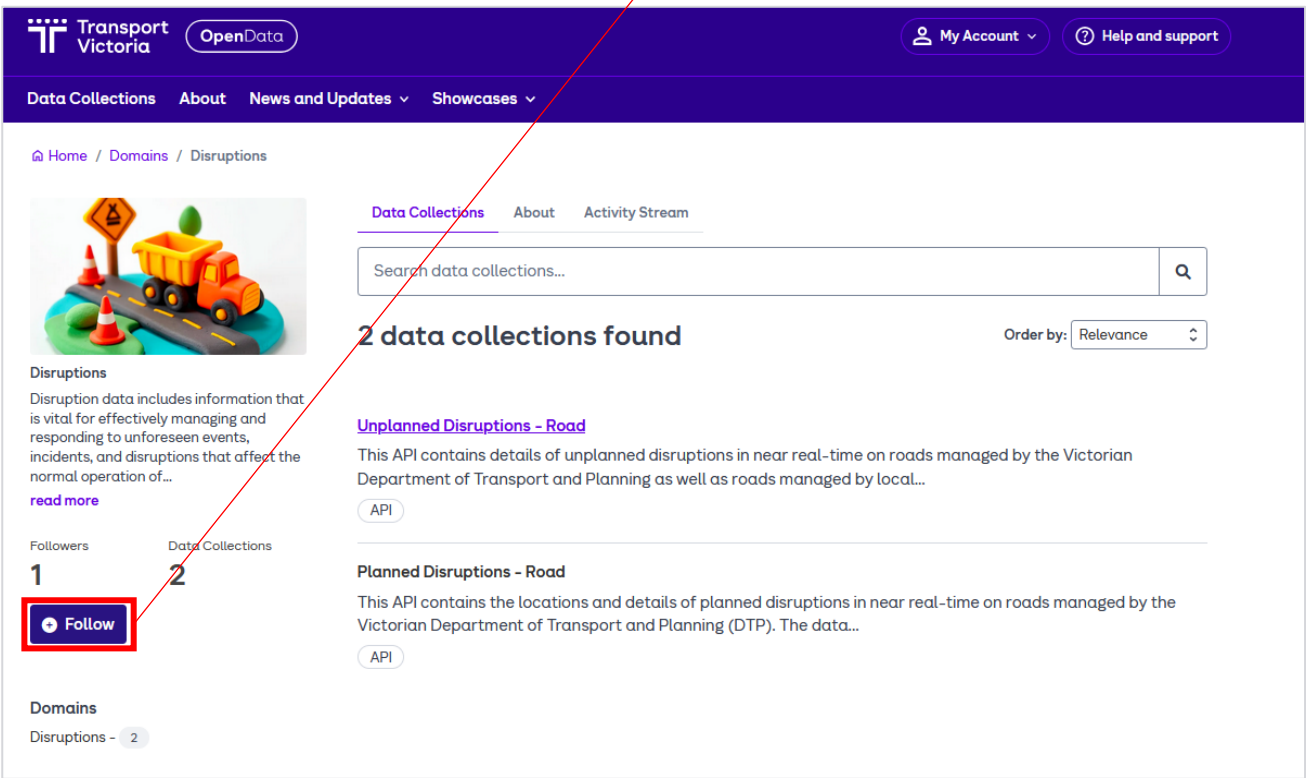 Transport
Victoria
OpenData
My Account
Help and support
Data Collections About News and Updates Showcases
Home / Domains / Disruptions
Data Collections About Activity Stream
Search data collections...
2 data collections found
Order by: Relevance
Disruptions
Disruption data includes information that
is vital for effectively managing and
responding to unforeseen events,
incidents, and disruptions that affect the
normal operation of...
read more
Followers Data Collections
1 2
Follow
Domains
Disruptions - 2
Unplanned Disruptions - Road
This API contains details of unplanned disruptions in near real-time on roads managed by the Victorian
Department of Transport and Planning as well as roads managed by local...
API
Planned Disruptions - Road
This API contains the locations and details of planned disruptions in near real-time on roads managed by the
Victorian Department of Transport and Planning (DTP). The data...
API